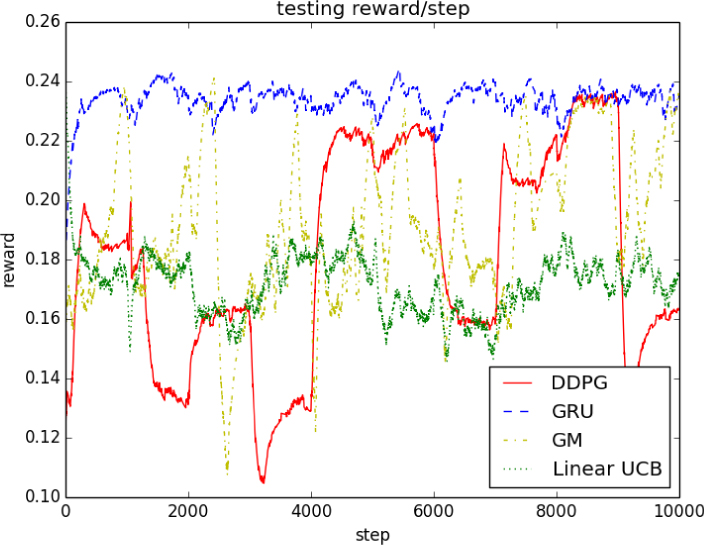 testing reward/step
0.26
0.24
0.22
0.20
0.18
0.16
0.14
0.12
0.10
reward
DDPG
GRU
GM
Linear UCB
0 2000 4000 6000 8000 10000
step